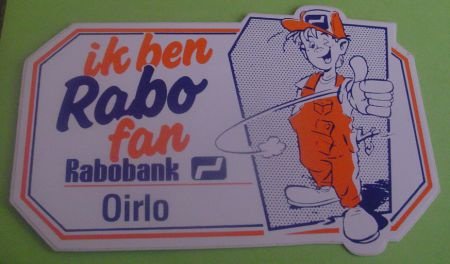 ik ben
Rabo
fan
Rabobank
Oirlo